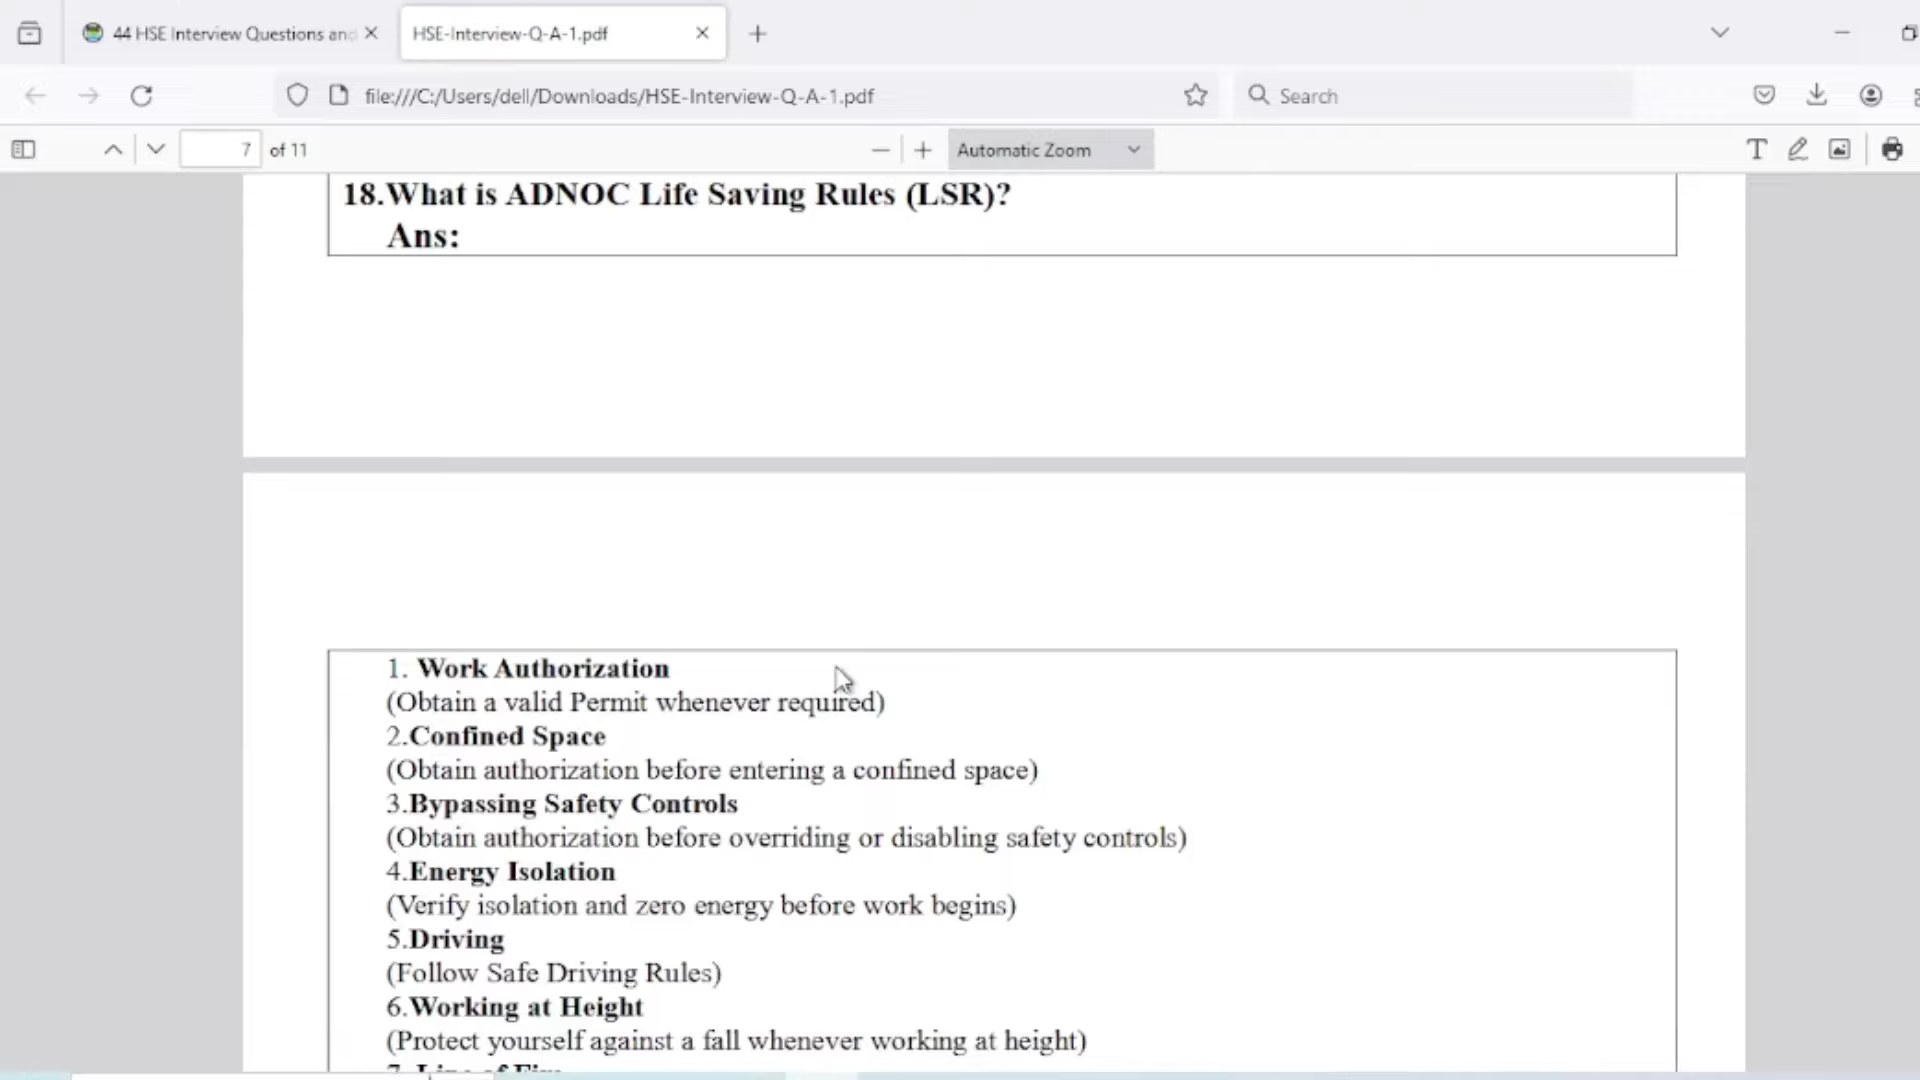 44 HSE Interview Questions and
HSE-Interview-Q-A-1.pdf
file:///C:/Users/dell/Downloads/HSE-Interview-Q-A-1.pdf
Search
7 of 11
Automatic Zoom
18.What is ADNOC Life Saving Rules (LSR)?
Ans:
1. Work Authorization
(Obtain a valid Permit whenever required)
2.Confined Space
(Obtain authorization before entering a confined space)
3.Bypassing Safety Controls
(Obtain authorization before overriding or disabling safety controls)
4.Energy Isolation
(Verify isolation and zero energy before work begins)
5.Driving
(Follow Safe Driving Rules)
6.Working at Height
(Protect yourself against a fall whenever working at height)
7. Line of Fire